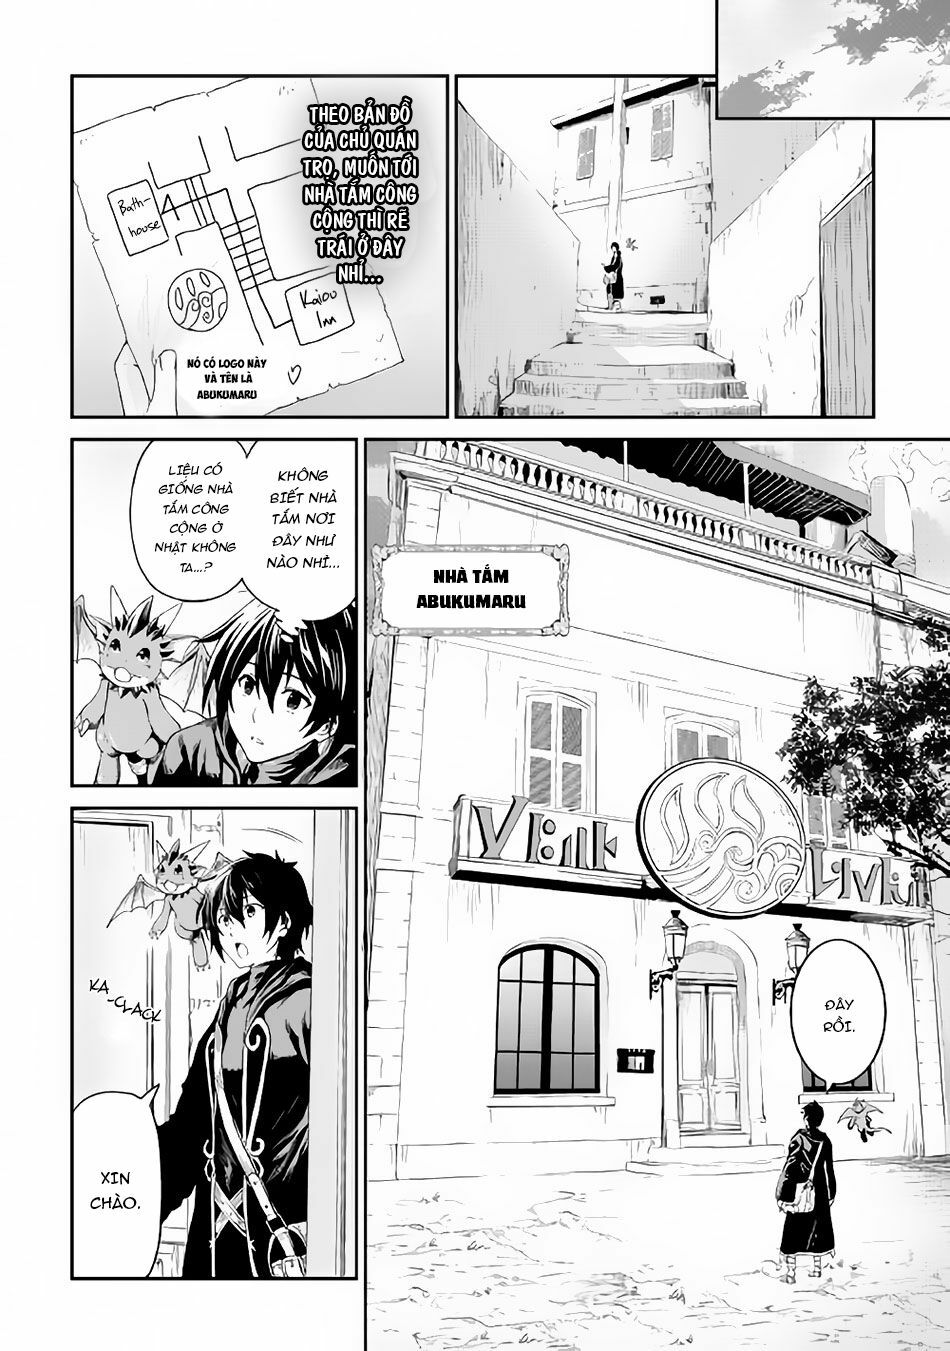 THEO BẢN ĐỒ
CỦA CHỦ QUÁN
TRỌ, MUỐN TỚI
NHÀ TẮM CÔNG
CỘNG THÌ RẼ
TRÁI Ở ĐÂY
NHỈ...
Bath-
house
Kaiou
Inn
NÓ CÓ LOGO NÀY
VÀ TÊN LÀ
ABUKUMARU
KHÔNG
BIẾT NHÀ
TẮM NƠI
ĐÂY NHƯ
NÀO NHỈ...
LIỆU CÓ
GIỐNG NHÀ
TẮM CÔNG
CỘNG Ở
NHẬT KHÔNG
TA...?
NHÀ TẮM
ABUKUMARU
ĐÂY
RỒI.
KA-CLACK
XIN
CHÀO.